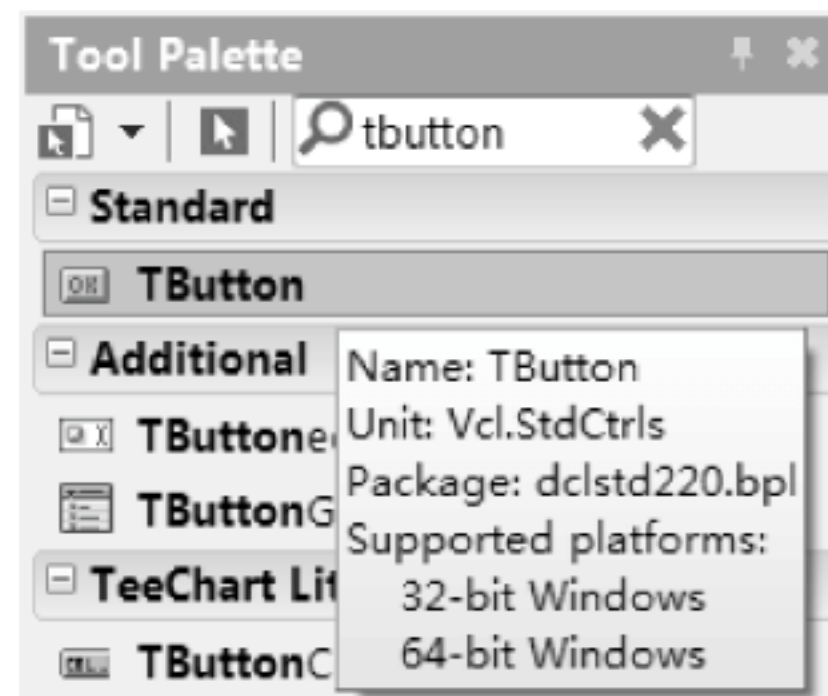 Tool Palette
tbutton
Standard
OK TButton
Additional
Name: TButton
Unit: Vcl.StdCtrls
Package: dclstd220.bpl
Supported platforms:
32-bit Windows
64-bit Windows